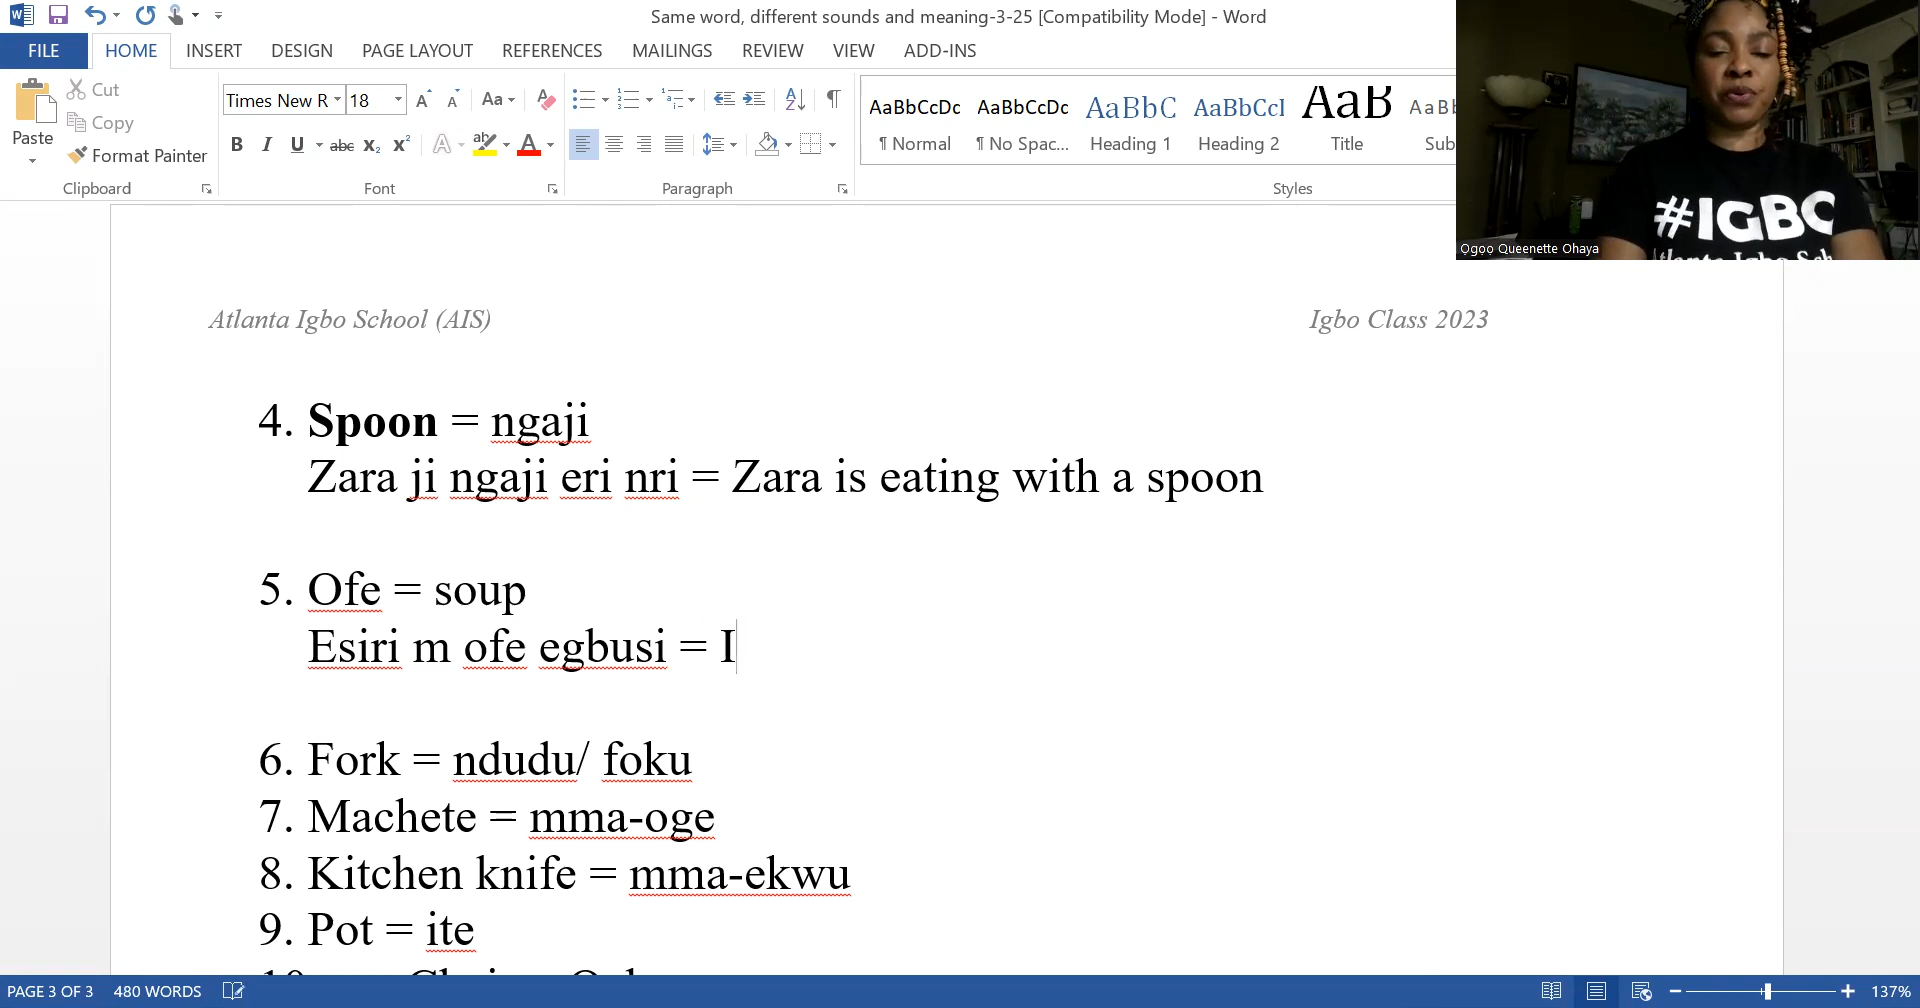 Same word, different sounds and meaning-3-25 [Compatibility Mode] - Word
FILE HOME INSERT DESIGN PAGE LAYOUT REFERENCES MAILINGS REVIEW VIEW ADD-INS
Paste
Cut
Copy
Format Painter
Clipboard
Times New R 18
Font
Paragraph
AaBbCcDc AaBbCcDc AaBbC AaBbCcI AaB
¶ Normal ¶ No Spac... Heading 1 Heading 2 Title
Styles
#IGBO
Ọgọọ Queenette Ohaya
Atlanta Igbo School (AIS) Igbo Class 2023
4. Spoon = ngaji
Zara ji ngaji eri nri = Zara is eating with a spoon
5. Ofe = soup
Esiri m ofe egbusi = I
6. Fork = ndudu/ foku
7. Machete = mma-oge
8. Kitchen knife = mma-ekwu
9. Pot = ite
PAGE 3 OF 3 480 WORDS 137%